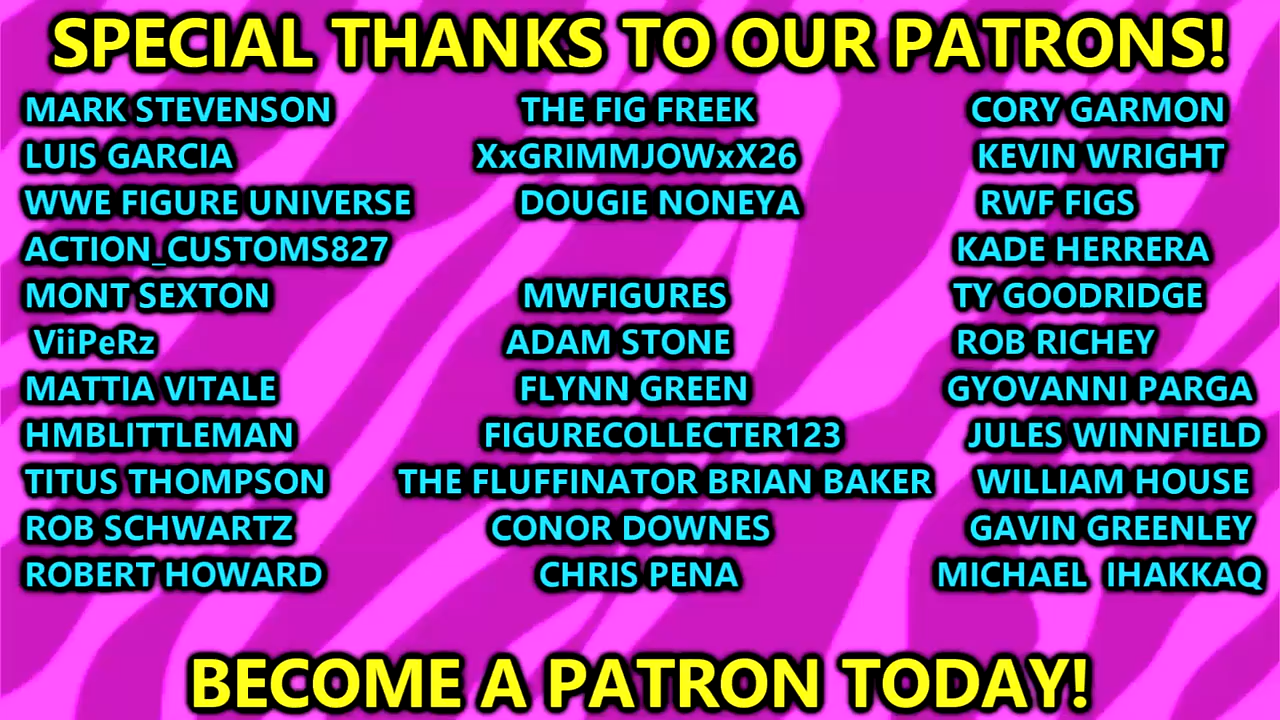 SPECIAL THANKS TO OUR PATRONS!
MARK STEVENSON
LUIS GARCIA
WWE FIGURE UNIVERSE
ACTION_CUSTOMS827
MONT SEXTON
ViiPeRz
MATTIA VITALE
HMBLITTLEMAN
TITUS THOMPSON
ROB SCHWARTZ
ROBERT HOWARD
THE FIG FREEK
XxGRIMMJOWxX26
DOUGIE NONEYA
MWFIGURES
ADAM STONE
FLYNN GREEN
FIGURECOLLECTER123
THE FLUFFINATOR BRIAN BAKER
CONOR DOWNES
CHRIS PENA
CORY GARMON
KEVIN WRIGHT
RWF FIGS
KADE HERRERA
TY GOODRIDGE
ROB RICHEY
GYOVANNI PARGA
JULES WINNFIELD
WILLIAM HOUSE
GAVIN GREENLEY
MICHAEL IHAKKAQ
BECOME A PATRON TODAY!